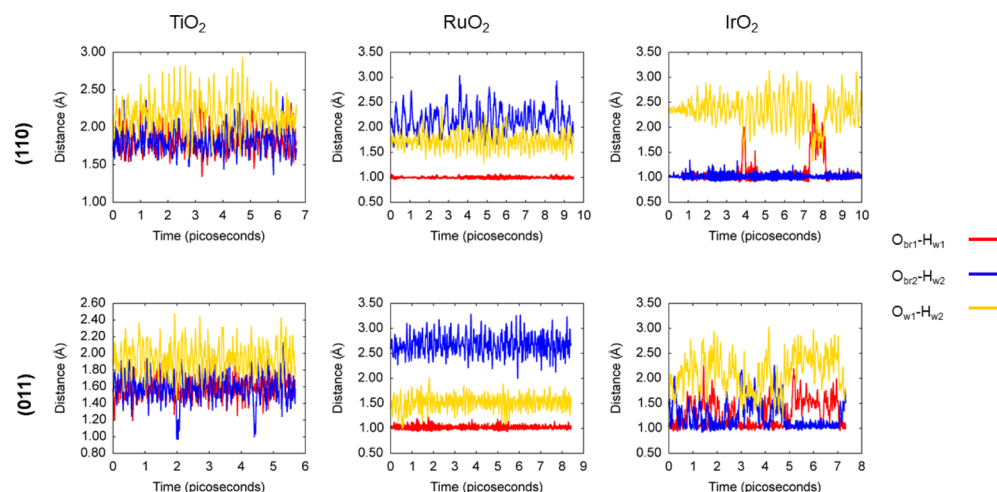 TiO2
RuO2
IrO2
(110)
Distance (Å)
3.00
2.50
2.00
1.50
1.00
0 1 2 3 4 5 6 7
Time (picoseconds)
Distance (Å)
3.50
3.00
2.50
2.00
1.50
1.00
0.50
0 1 2 3 4 5 6 7 8 9 10
Time (picoseconds)
Distance (Å)
3.50
3.00
2.50
2.00
1.50
1.00
0.50
0 1 2 3 4 5 6 7 8 9 10
Time (picoseconds)
Obr1-Hw1
Obr2-Hw2
Ow1-Hw2
(011)
Distance (Å)
2.60
2.40
2.20
2.00
1.80
1.60
1.40
1.20
1.00
0.80
0 1 2 3 4 5 6
Time (picoseconds)
Distance (Å)
3.50
3.00
2.50
2.00
1.50
1.00
0.50
0 1 2 3 4 5 6 7 8 9
Time (picoseconds)
Distance (Å)
3.50
3.00
2.50
2.00
1.50
1.00
0.50
0 1 2 3 4 5 6 7 8
Time (picoseconds)